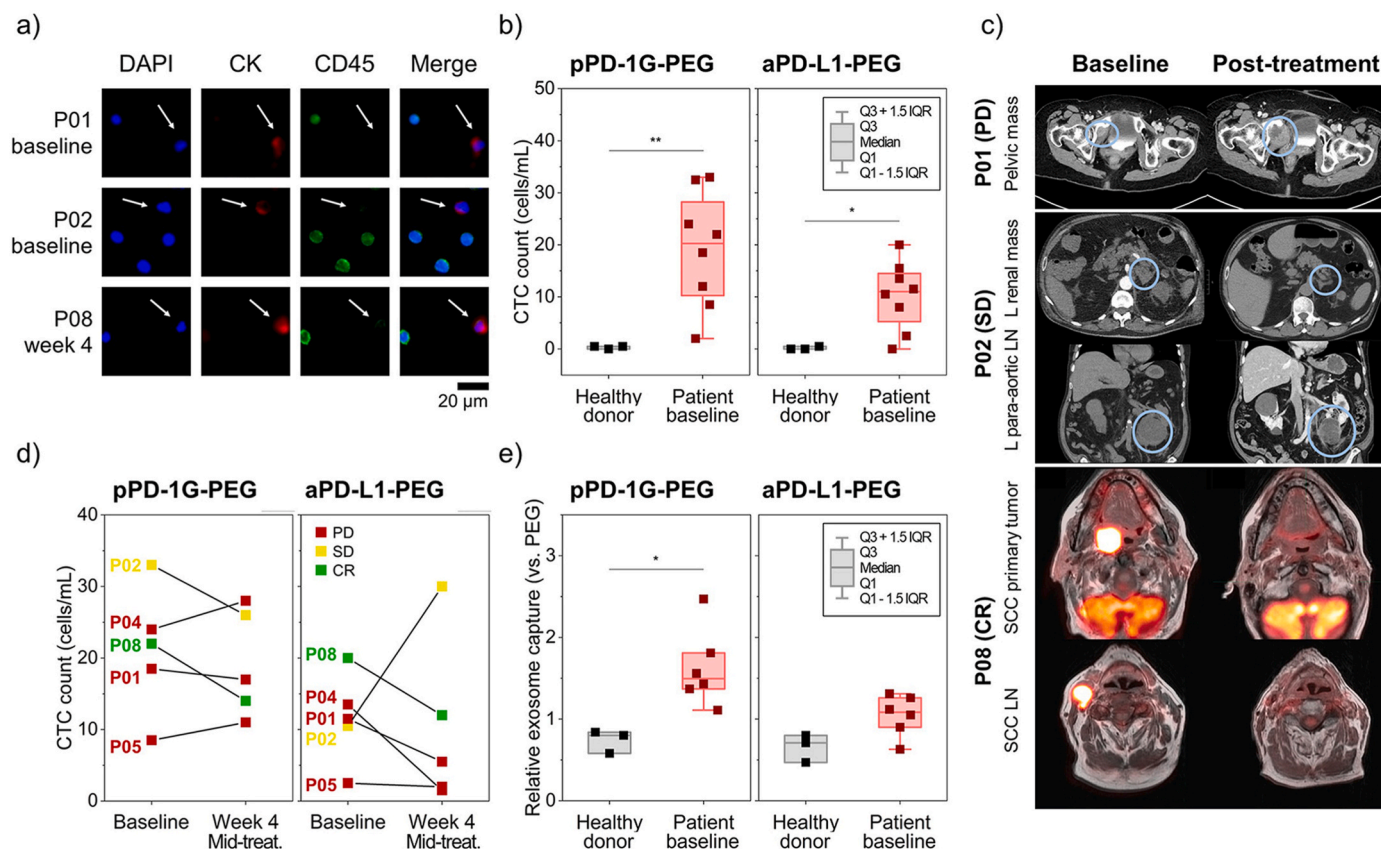 a)
DAPI CK CD45 Merge
P01
baseline
P02
baseline
P08
week 4
20 µm
b)
pPD-1G-PEG aPD-L1-PEG
CTC count (cells/mL)
50
40
30
20
10
0
**
*
Q3 + 1.5 IQR
Q3
Median
Q1
Q1 - 1.5 IQR
Healthy
donor
Patient
baseline
Healthy
donor
Patient
baseline
c)
Baseline Post-treatment
P01 (PD)
Pelvic mass
P02 (SD)
L renal mass
L para-aortic LN
P08 (CR)
SCC primary tumor
SCC LN
d)
pPD-1G-PEG aPD-L1-PEG
CTC count (cells/mL)
40
30
20
10
0
P02
P04
P08
P01
P05
PD
SD
CR
P08
P04
P01
P02
P05
Baseline
Week 4
Mid-treat.
Baseline
Week 4
Mid-treat.
e)
pPD-1G-PEG aPD-L1-PEG
Relative exosome capture (vs. PEG)
3
2
1
0
*
Q3 + 1.5 IQR
Q3
Median
Q1
Q1 - 1.5 IQR
Healthy
donor
Patient
baseline
Healthy
donor
Patient
baseline